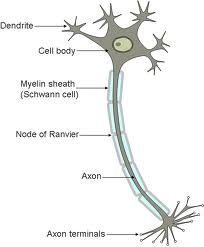 Dendrite
Cell body
Myelin sheath
(Schwann cell)
Node of Ranvier
Axon
Axon terminals